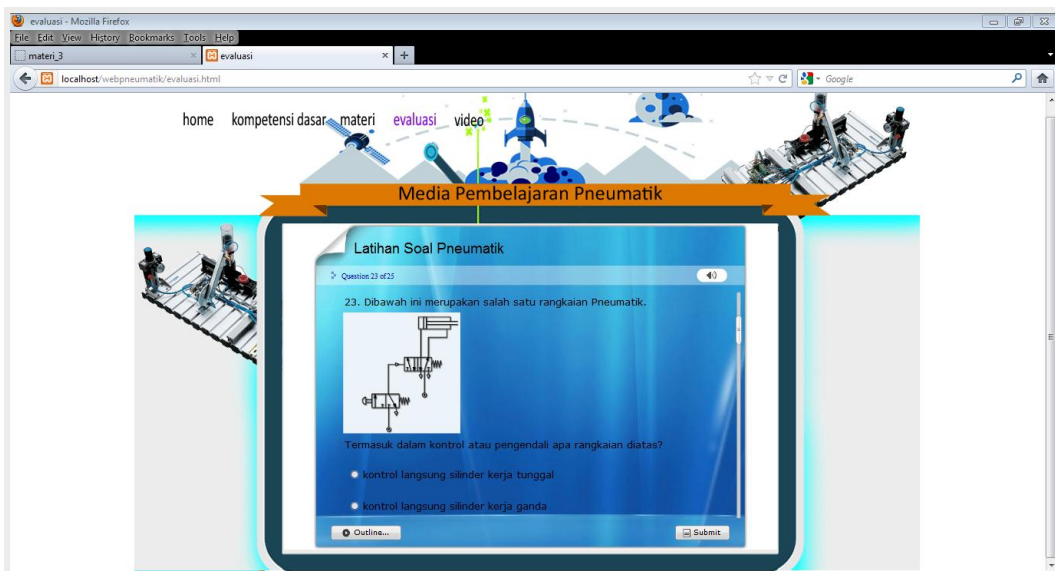 evaluasi - Mozilla Firefox
File Edit View History Bookmarks Tools Help
materi_3
evaluasi
localhost/webpneumatik/evaluasi.html
Google
home kompetensi dasar materi evaluasi video
Media Pembelajaran Pneumatik
Latihan Soal Pneumatik
Question 23 of 25
23. Dibawah ini merupakan salah satu rangkaian Pneumatik.
Termasuk dalam kontrol atau pengendali apa rangkaian diatas?
kontrol langsung silinder kerja tunggal
kontrol langsung silinder kerja ganda
Outline...
Submit